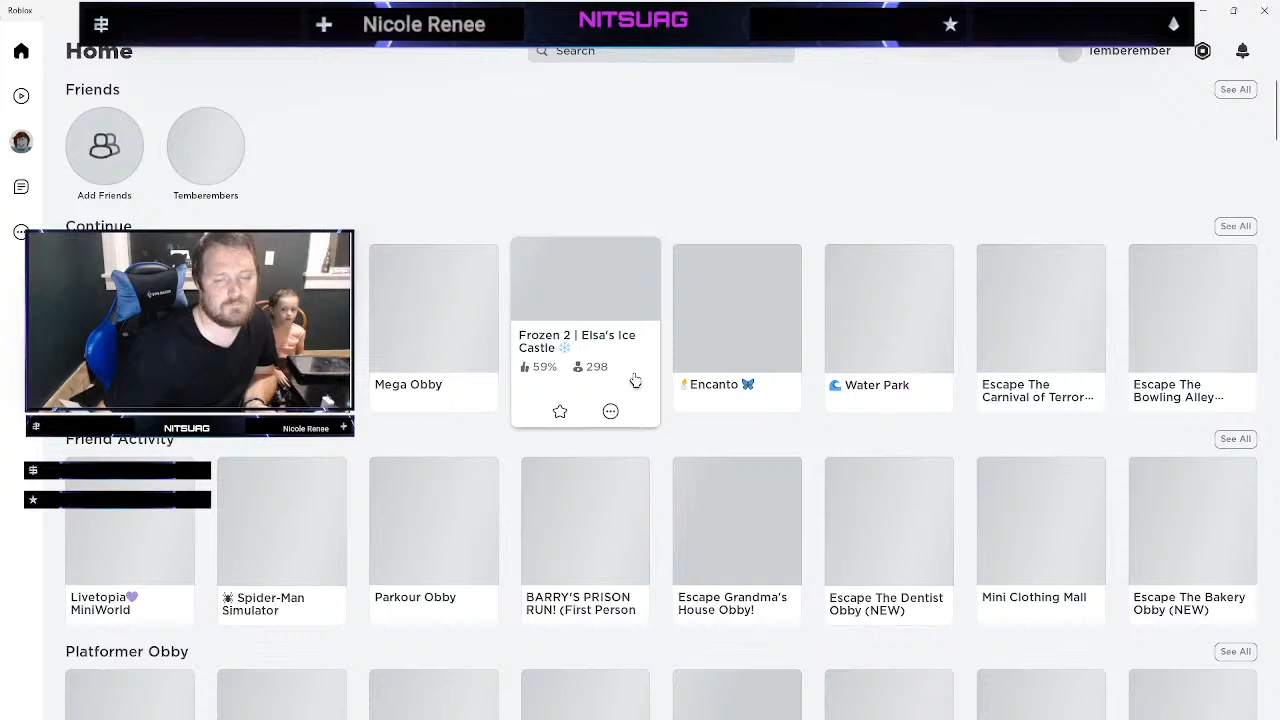 Roblox
Nicole Renee
NITSUAG
Home
Search
Temberember
Friends
See All
Add Friends
Temberembers
Continue
See All
Mega Obby
Frozen 2 | Elsa's Ice
Castle ❄️
59%
298
🕯️Encanto 🦋
🌊 Water Park
Escape The
Carnival of Terror...
Escape The
Bowling Alley...
NITSUAG
Nicole Renee
Friend Activity
See All
Livetopia💜
MiniWorld
🕷️ Spider-Man
Simulator
Parkour Obby
BARRY'S PRISON
RUN! (First Person
Escape Grandma's
House Obby!
Escape The Dentist
Obby (NEW)
Mini Clothing Mall
Escape The Bakery
Obby (NEW)
Platformer Obby
See All